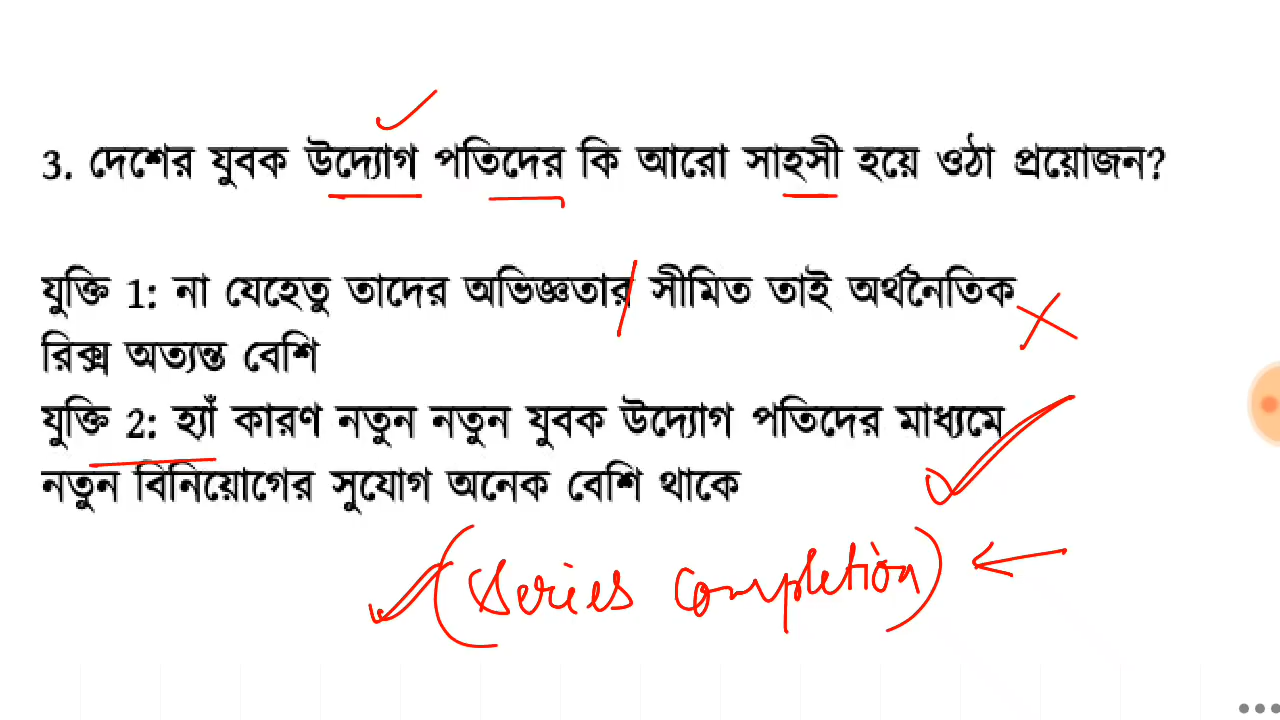 3. দেশের যুবক উদ্যোগ পতিদের কি আরো সাহসী হয়ে ওঠা প্রয়োজন?
যুক্তি 1: না যেহেতু তাদের অভিজ্ঞতার সীমিত তাই অর্থনৈতিক
রিক্স অত্যন্ত বেশি
যুক্তি 2: হ্যাঁ কারণ নতুন নতুন যুবক উদ্যোগ পতিদের মাধ্যমে
নতুন বিনিয়োগের সুযোগ অনেক বেশি থাকে
(Series Completion)